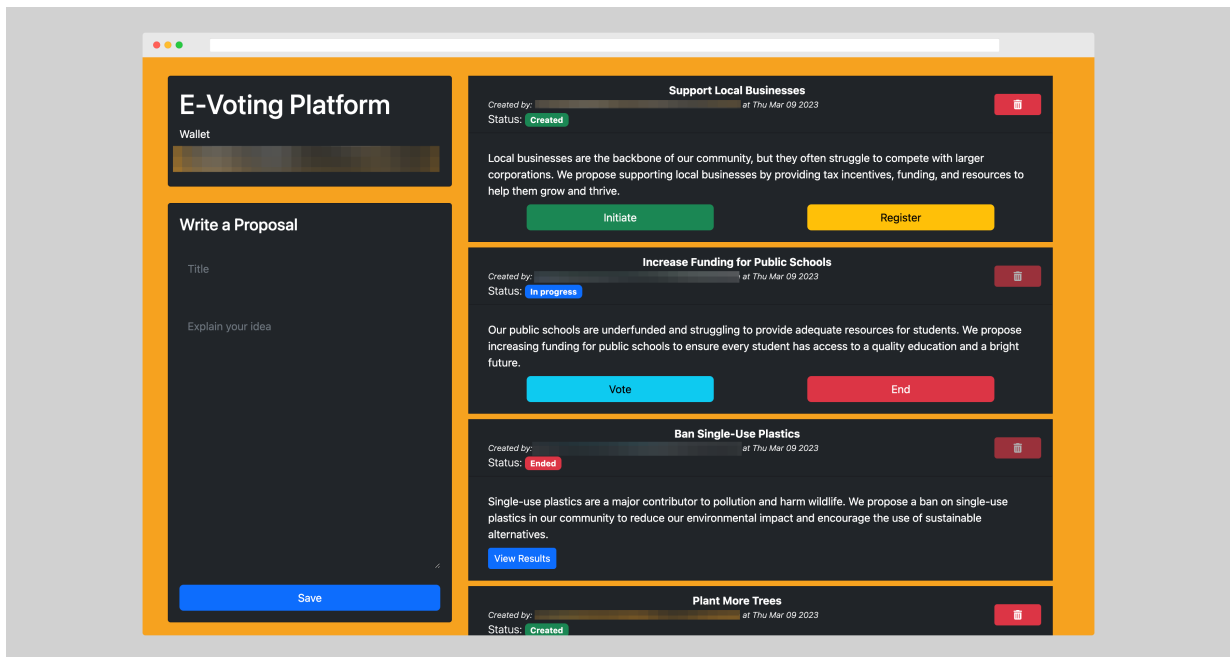 E-Voting Platform
Wallet
Write a Proposal
Title
Explain your idea
Save
Support Local Businesses
Created by: at Thu Mar 09 2023
Status: Created
Local businesses are the backbone of our community, but they often struggle to compete with larger
corporations. We propose supporting local businesses by providing tax incentives, funding, and resources to
help them grow and thrive.
Initiate
Register
Increase Funding for Public Schools
Created by: at Thu Mar 09 2023
Status: In progress
Our public schools are underfunded and struggling to provide adequate resources for students. We propose
increasing funding for public schools to ensure every student has access to a quality education and a bright
future.
Vote
End
Ban Single-Use Plastics
Created by: at Thu Mar 09 2023
Status: Ended
Single-use plastics are a major contributor to pollution and harm wildlife. We propose a ban on single-use
plastics in our community to reduce our environmental impact and encourage the use of sustainable
alternatives.
View Results
Plant More Trees
Created by: at Thu Mar 09 2023
Status: Created